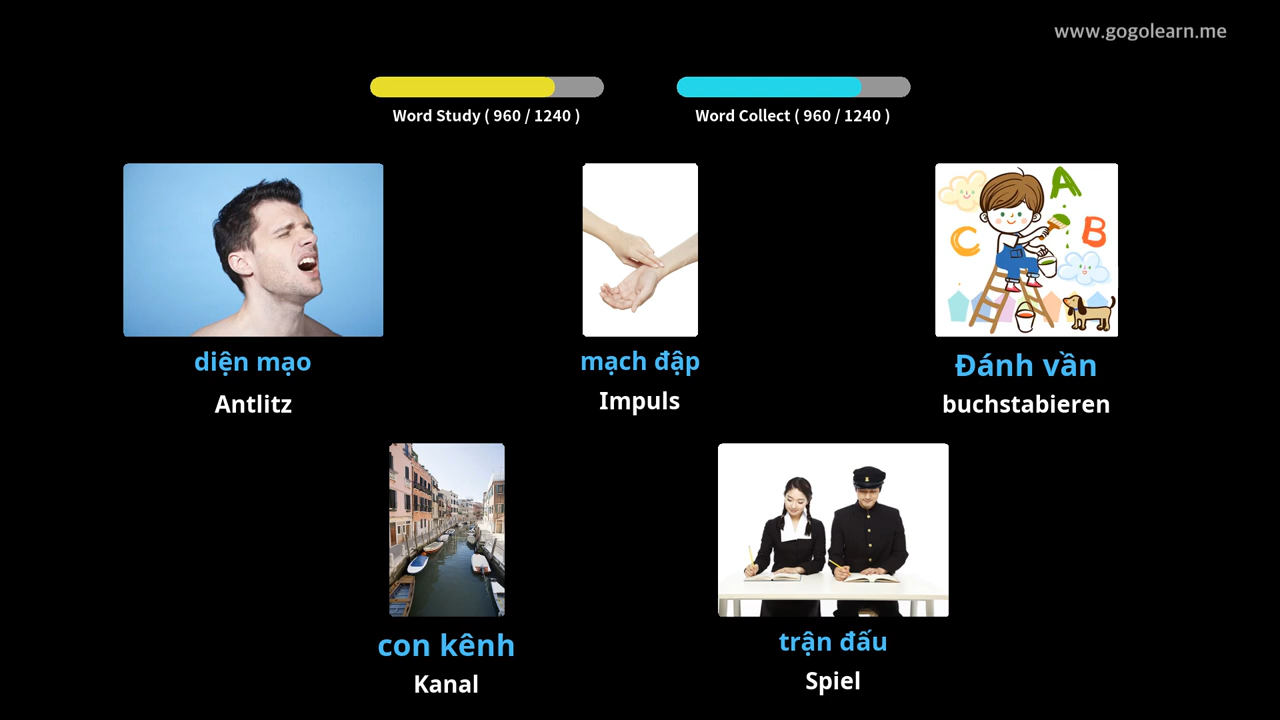 www.gogolearn.me
Word Study ( 960 / 1240 )
Word Collect ( 960 / 1240 )
A
B
C
diện mạo
Antlitz
mạch đập
Impuls
Đánh vần
buchstabieren
con kênh
Kanal
trận đấu
Spiel